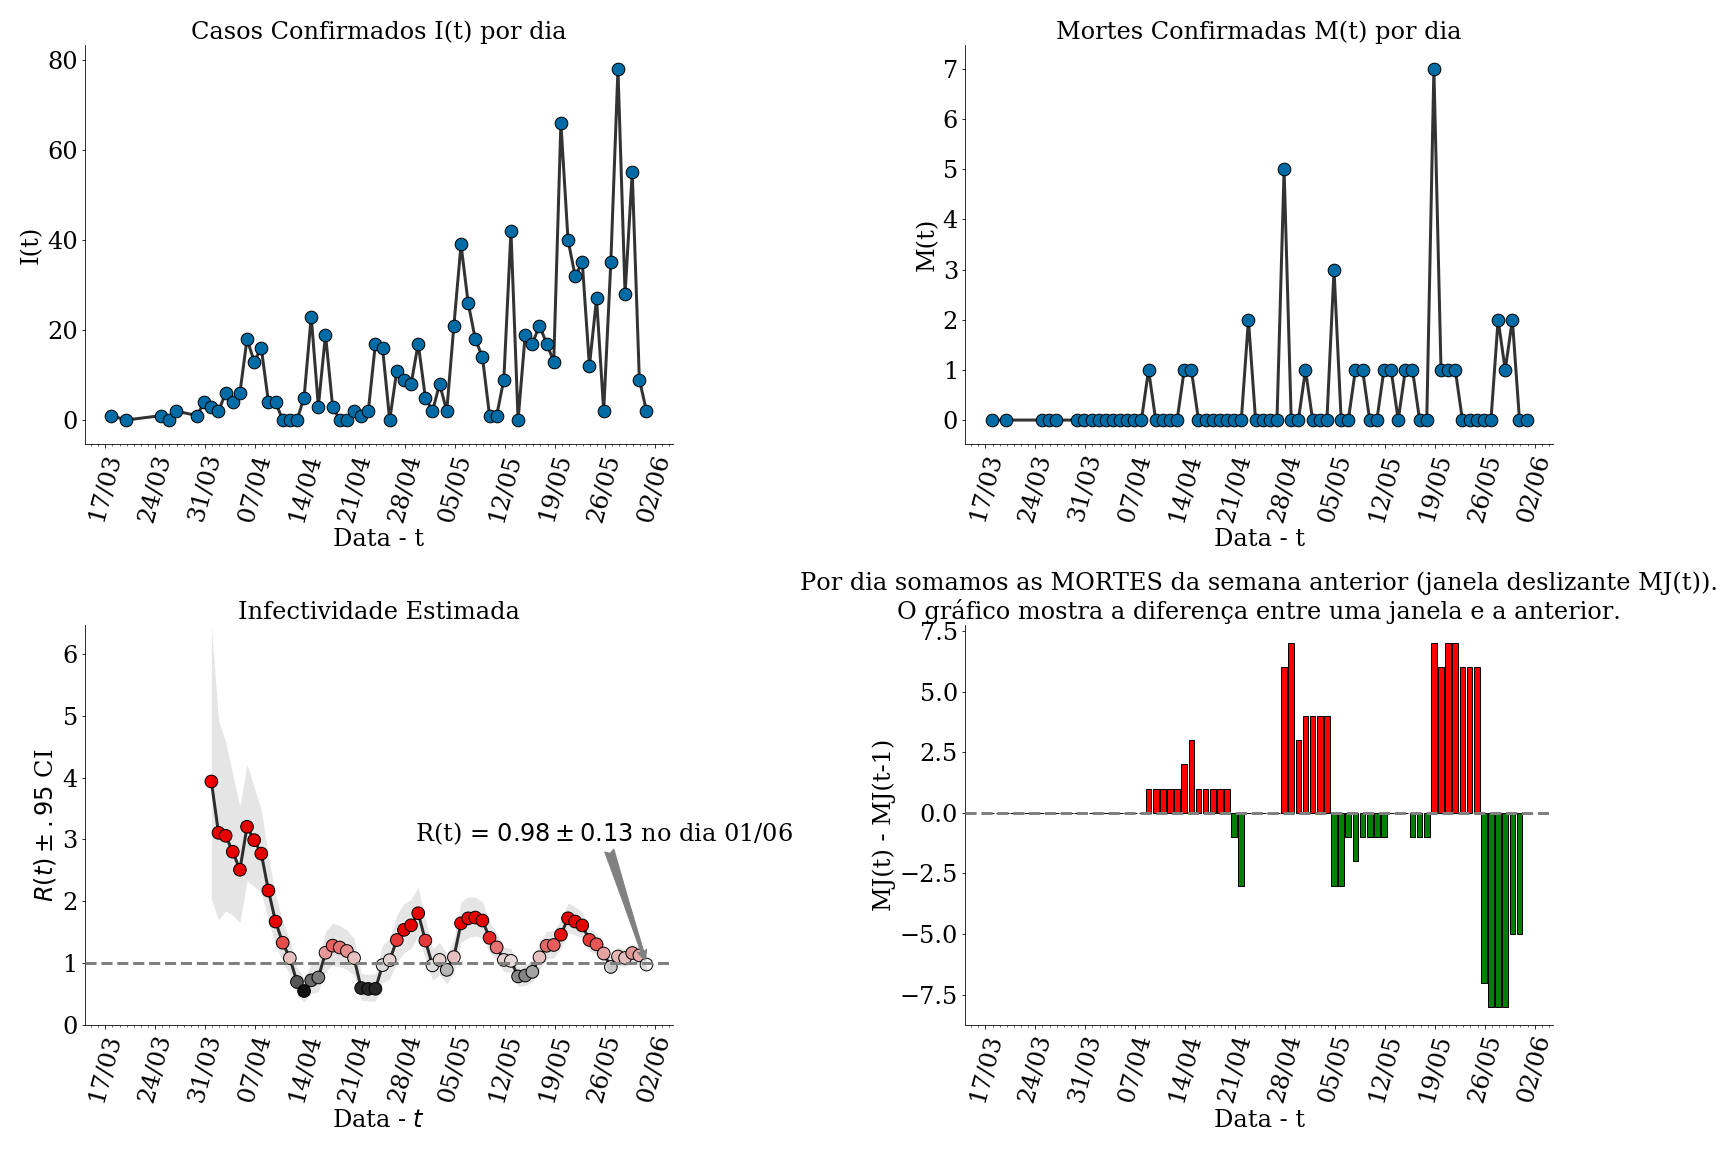 Casos Confirmados I(t) por dia
80
60
40
20
0
I(t)
17/03 24/03 31/03 07/04 14/04 21/04 28/04 05/05 12/05 19/05 26/05 02/06
Data - t
Mortes Confirmadas M(t) por dia
7
6
5
4
3
2
1
0
M(t)
17/03 24/03 31/03 07/04 14/04 21/04 28/04 05/05 12/05 19/05 26/05 02/06
Data - t
Infectividade Estimada
6
5
4
3
2
1
0
R(t) ± .95 CI
R(t) = 0.98 ± 0.13 no dia 01/06
17/03 24/03 31/03 07/04 14/04 21/04 28/04 05/05 12/05 19/05 26/05 02/06
Data - t
Por dia somamos as MORTES da semana anterior (janela deslizante MJ(t)).
O gráfico mostra a diferença entre uma janela e a anterior.
7.5
5.0
2.5
0.0
−2.5
−5.0
−7.5
MJ(t) - MJ(t-1)
17/03 24/03 31/03 07/04 14/04 21/04 28/04 05/05 12/05 19/05 26/05 02/06
Data - t